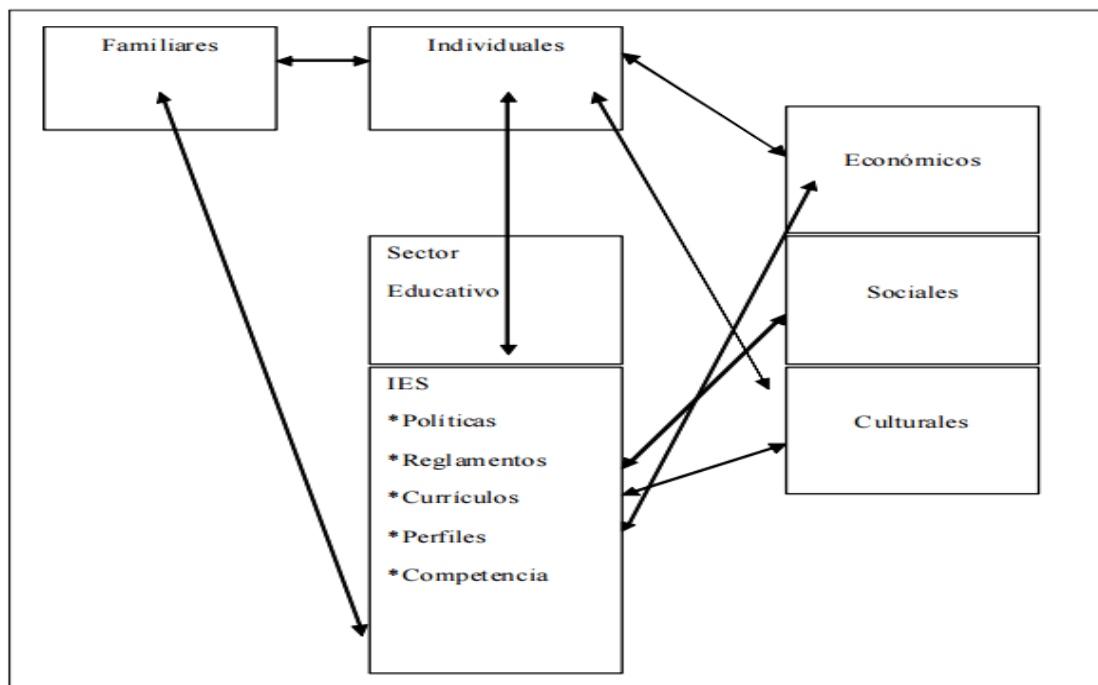 Familiares
Individuales
Económicos
Sector
Educativo
Sociales
IES
*Políticas
*Reglamentos
*Currículos
*Perfiles
*Competencia
Culturales